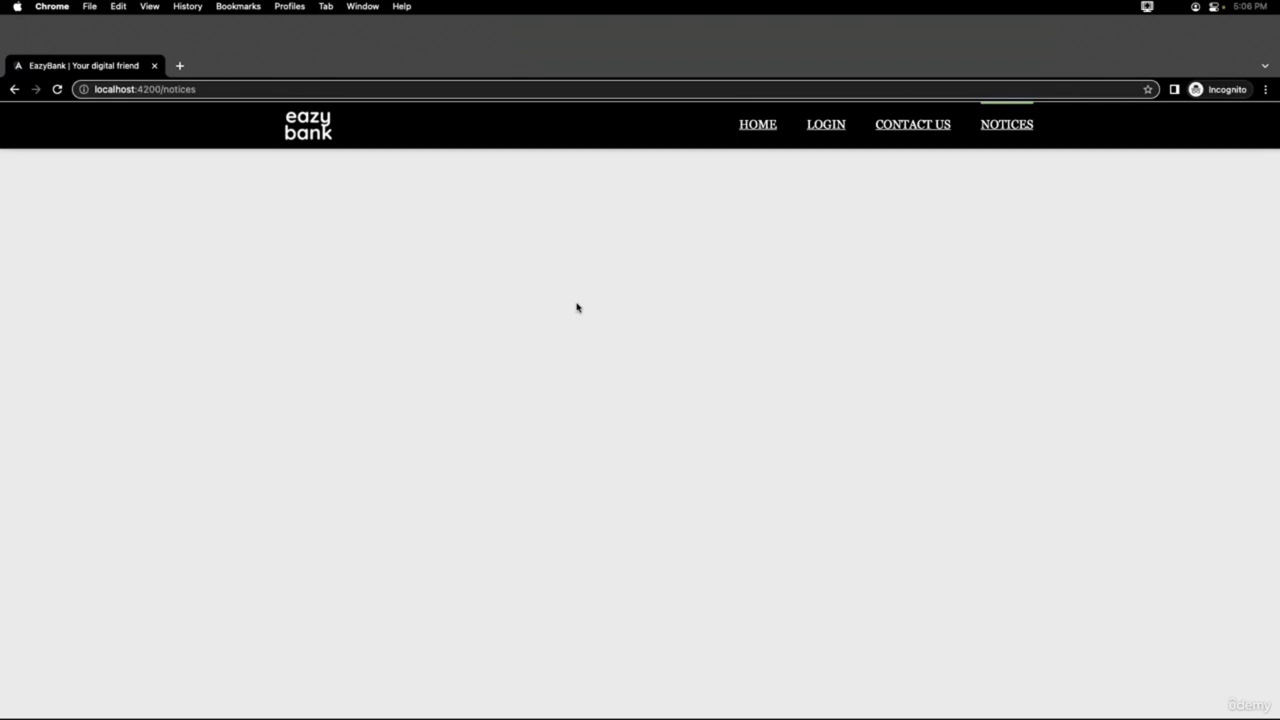 Chrome File Edit View History Bookmarks Profiles Tab Window Help 5:06 PM
EazyBank | Your digital friend
localhost:4200/notices Incognito
eazy
bank
HOME LOGIN CONTACT US NOTICES
ûdemy